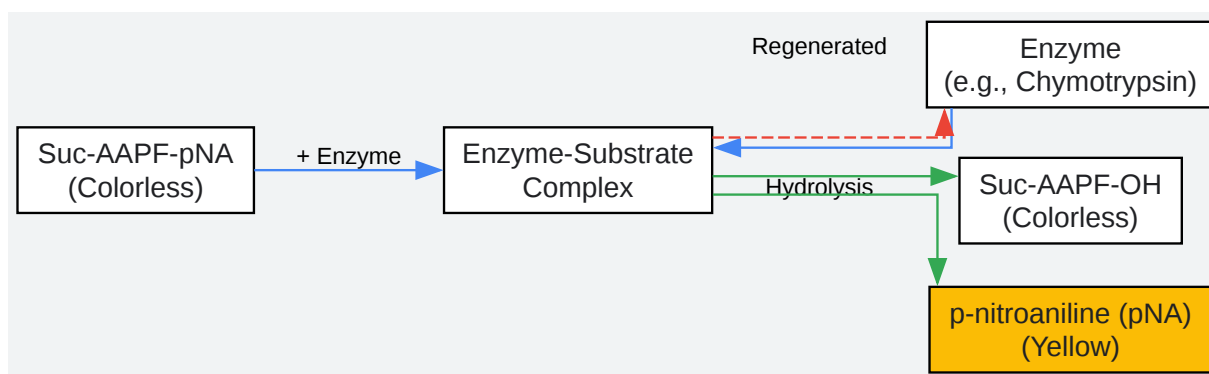 Regenerated
Enzyme
(e.g., Chymotrypsin)
Suc-AAPF-pNA
(Colorless)
+ Enzyme
Enzyme-Substrate
Complex
Hydrolysis
Suc-AAPF-OH
(Colorless)
p-nitroaniline (pNA)
(Yellow)